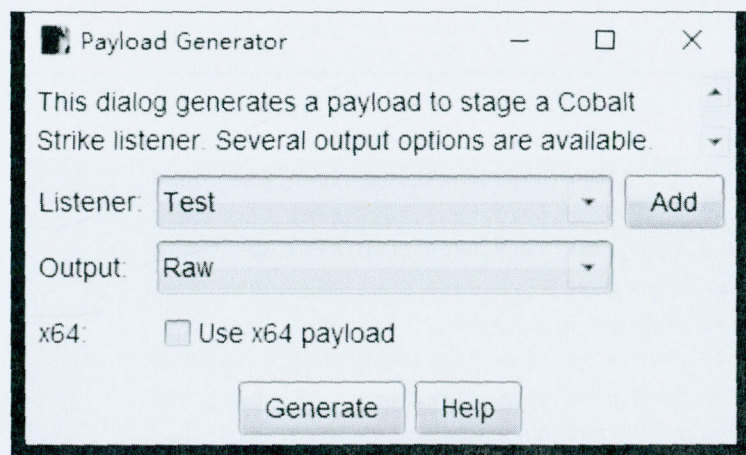 Payload Generator
This dialog generates a payload to stage a Cobalt
Strike listener. Several output options are available.
Listener: Test Add
Output: Raw
x64: Use x64 payload
Generate Help